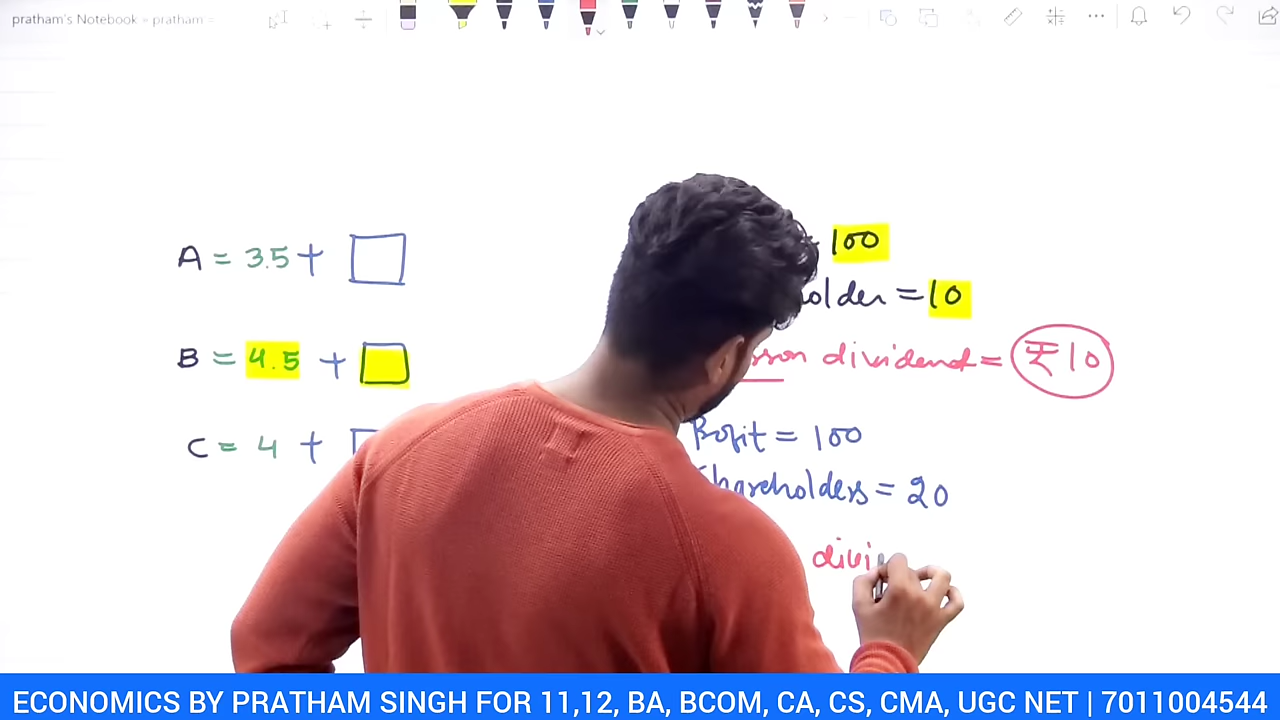 pratham's Notebook » pratham =
A = 3.5 +
B = 4.5 +
C = 4 +
100
= 10
dividend = ₹10
Profit = 100
Shareholders = 20
ECONOMICS BY PRATHAM SINGH FOR 11,12, BA, BCOM, CA, CS, CMA, UGC NET | 7011004544